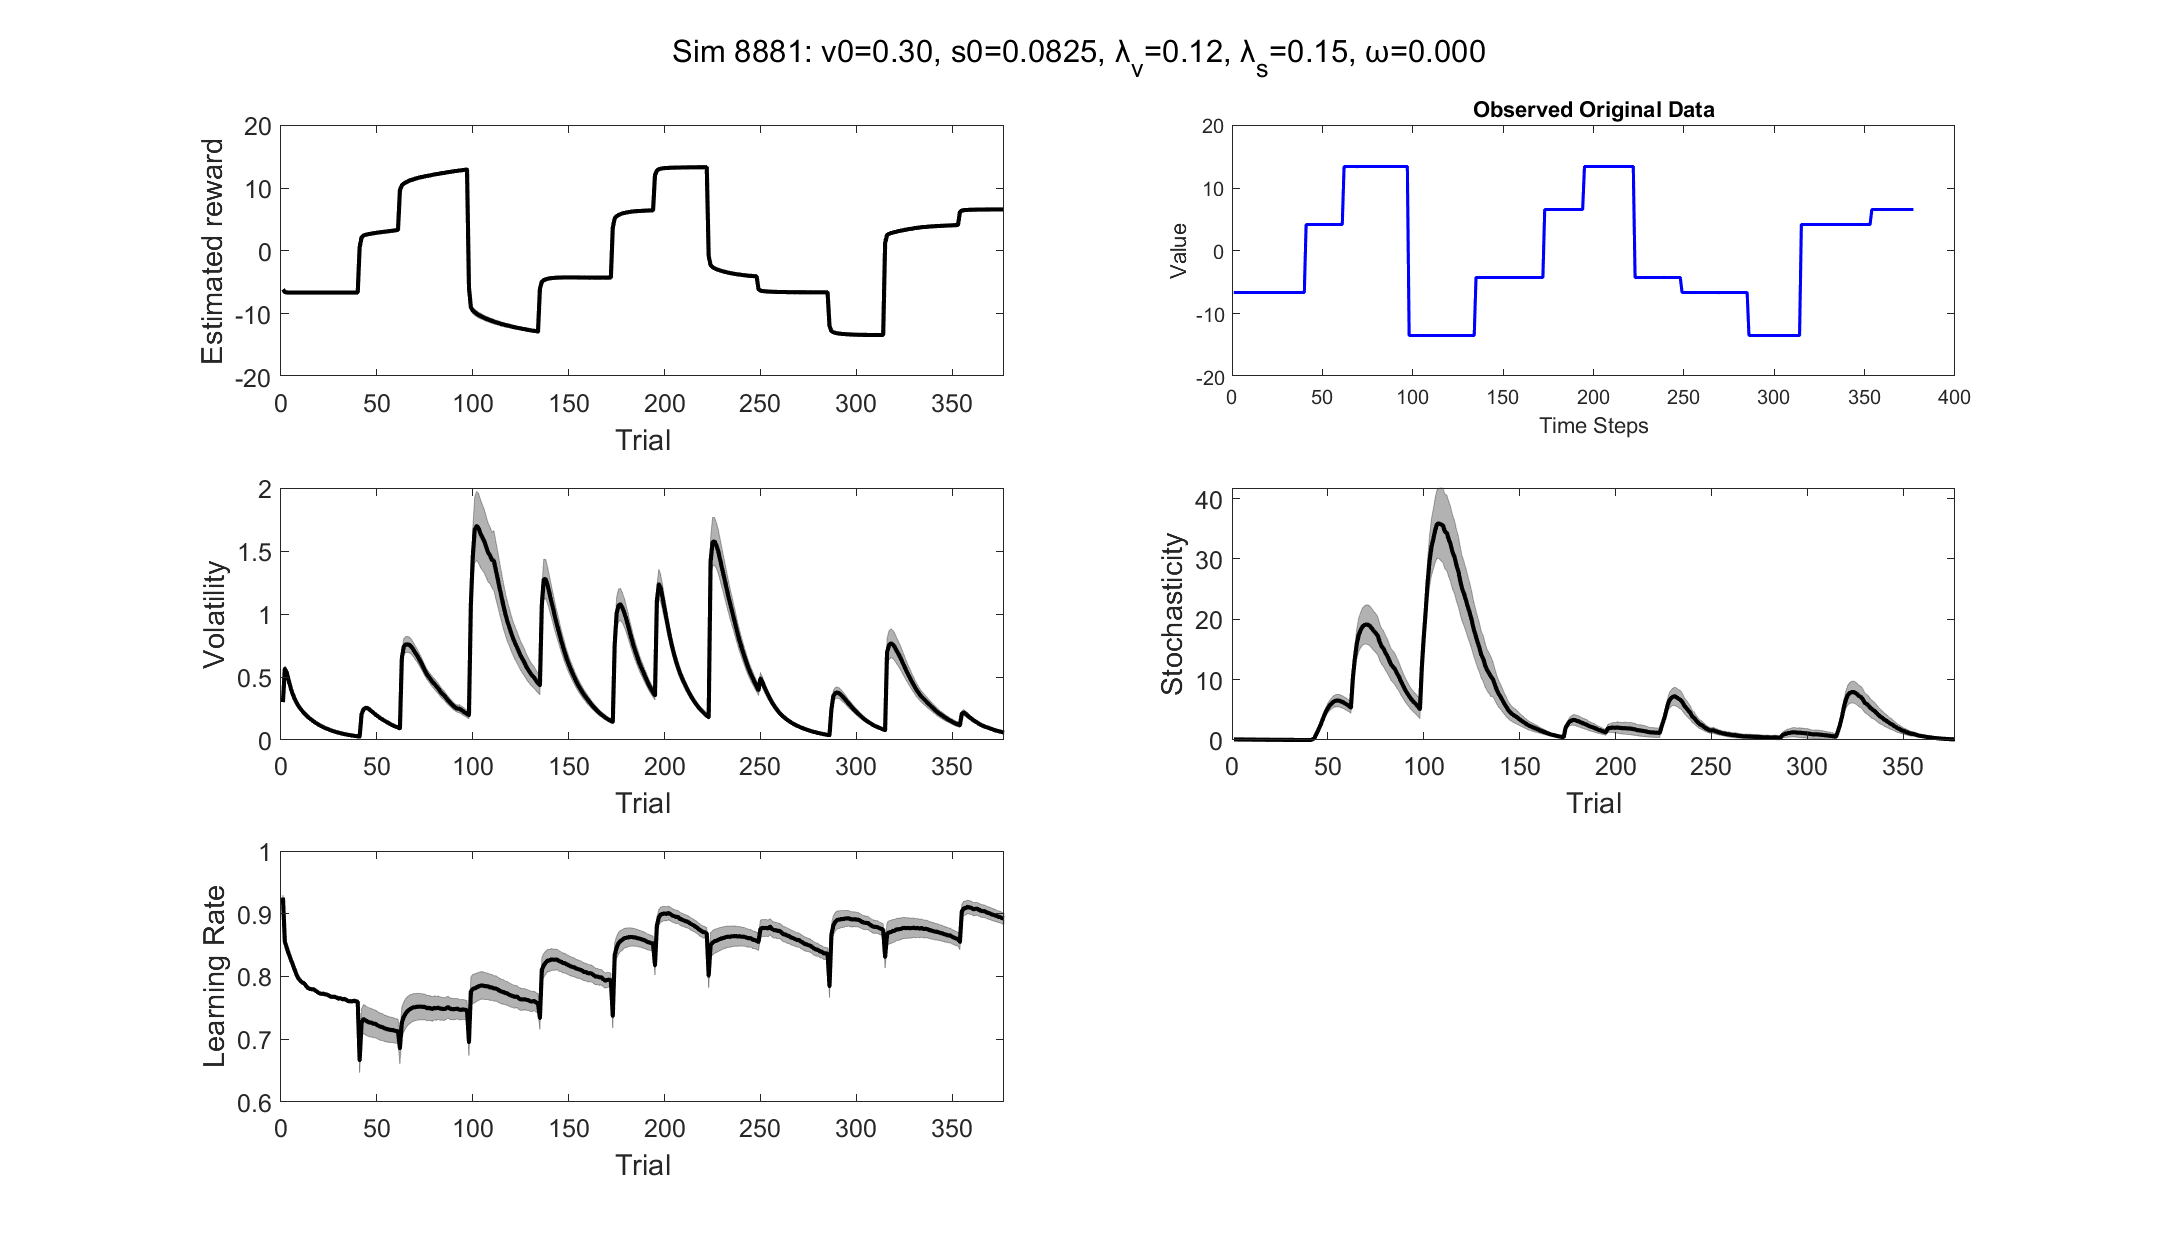 Sim 8881: v0=0.30, s0=0.0825, λv=0.12, λs=0.15, ω=0.000
Estimated reward
20
10
0
-10
-20
0 50 100 150 200 250 300 350
Trial
Observed Original Data
Value
20
10
0
-10
-20
0 50 100 150 200 250 300 350 400
Time Steps
Volatility
2
1.5
1
0.5
0
0 50 100 150 200 250 300 350
Trial
Stochasticity
40
30
20
10
0
0 50 100 150 200 250 300 350
Trial
Learning Rate
1
0.9
0.8
0.7
0.6
0 50 100 150 200 250 300 350
Trial